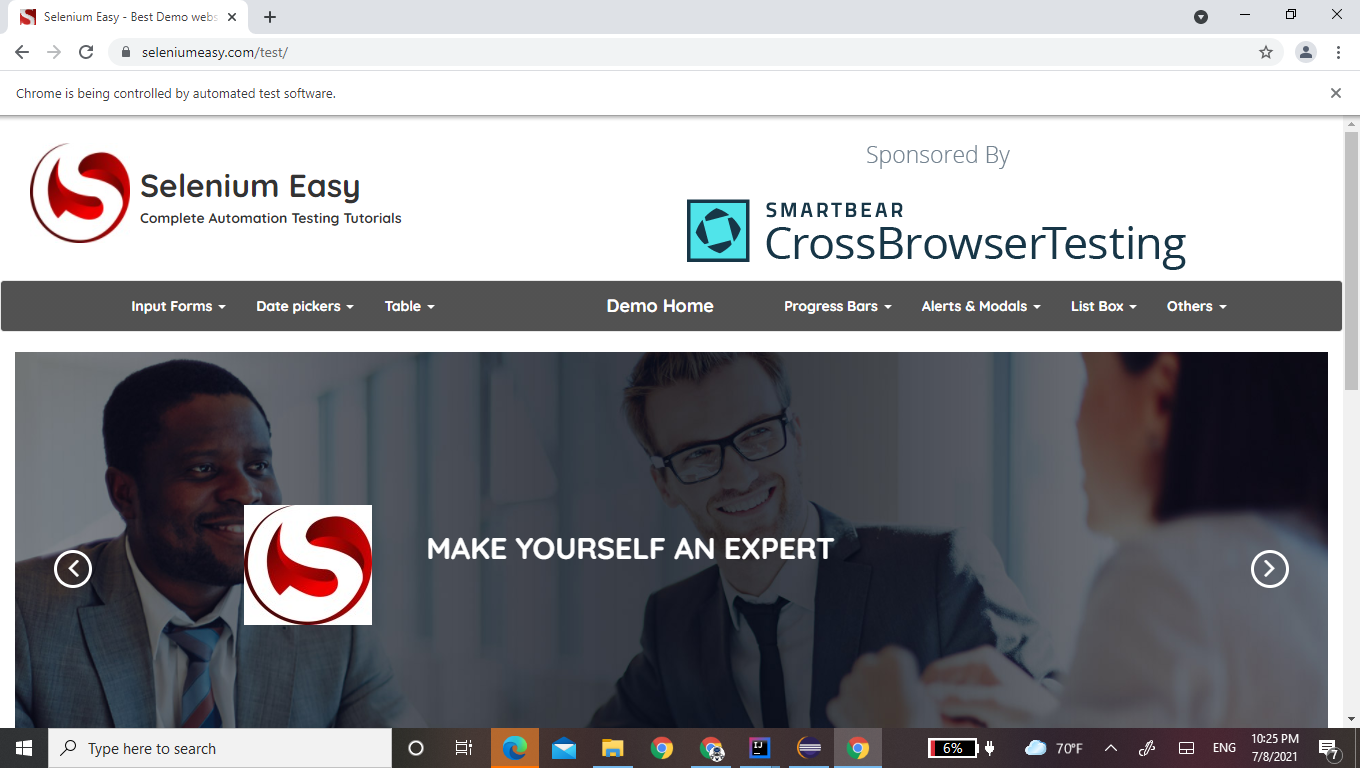 Selenium Easy - Best Demo webs
seleniumeasy.com/test/
Chrome is being controlled by automated test software.
Selenium Easy
Complete Automation Testing Tutorials
Sponsored By
SMARTBEAR
CrossBrowserTesting
Input Forms Date pickers Table Demo Home Progress Bars Alerts & Modals List Box Others
MAKE YOURSELF AN EXPERT
Type here to search
6%
70°F
ENG
10:25 PM
7/8/2021
7